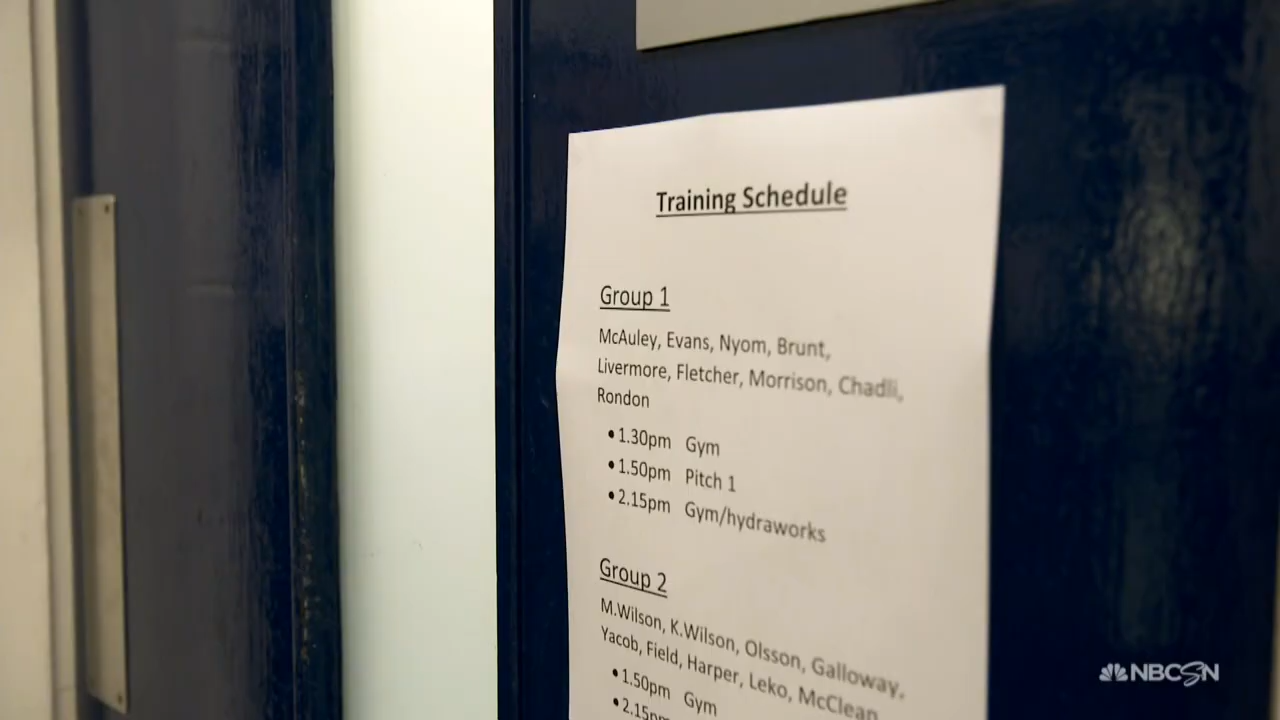 Training Schedule
Group 1
McAuley, Evans, Nyom, Brunt,
Livermore, Fletcher, Morrison, Chadli,
Rondon
• 1.30pm Gym
• 1.50pm Pitch 1
• 2.15pm Gym/hydraworks
Group 2
M.Wilson, K.Wilson, Olsson, Galloway,
Yacob, Field, Harper, Leko, McClean
• 1.50pm Gym
• 2.15pm
NBCSN